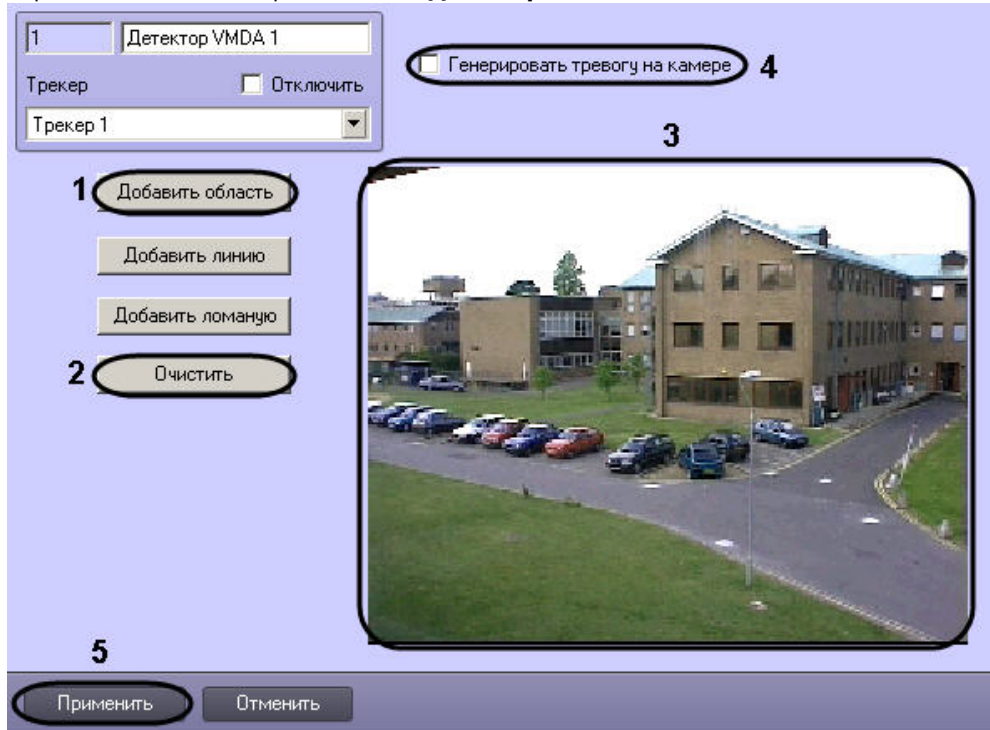 1 Детектор VMDA 1
Трекер Отключить
Трекер 1
Генерировать тревогу на камере 4
3
1 Добавить область
Добавить линию
Добавить ломаную
2 Очистить
5
Применить Отменить